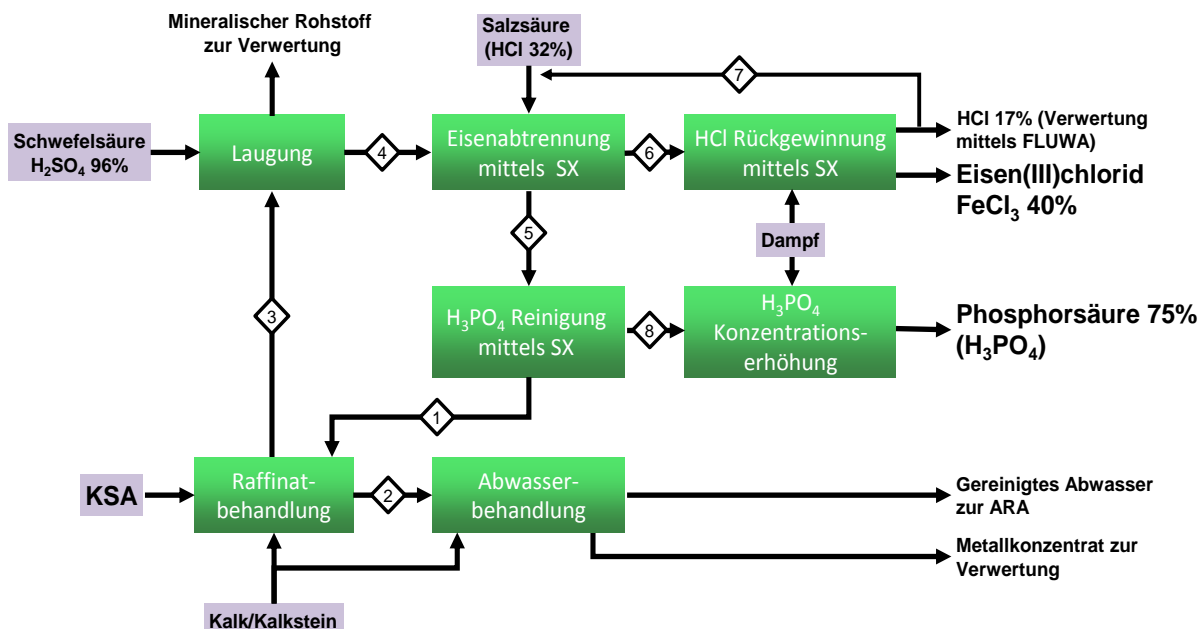 Mineralischer Rohstoff
zur Verwertung
Salzsäure
(HCl 32%)
7
Schwefelsäure
H₂SO₄ 96%
Laugung
4
Eisenabtrennung
mittels SX
6
HCl Rückgewinnung
mittels SX
HCl 17% (Verwertung
mittels FLUWA)
Eisen(III)chlorid
FeCl₃ 40%
5
Dampf
3
H₃PO₄ Reinigung
mittels SX
8
H₃PO₄
Konzentrations-
erhöhung
Phosphorsäure 75%
(H₃PO₄)
1
KSA
Raffinat-
behandlung
2
Abwasser-
behandlung
Gereinigtes Abwasser
zur ARA
Metallkonzentrat zur
Verwertung
Kalk/Kalkstein